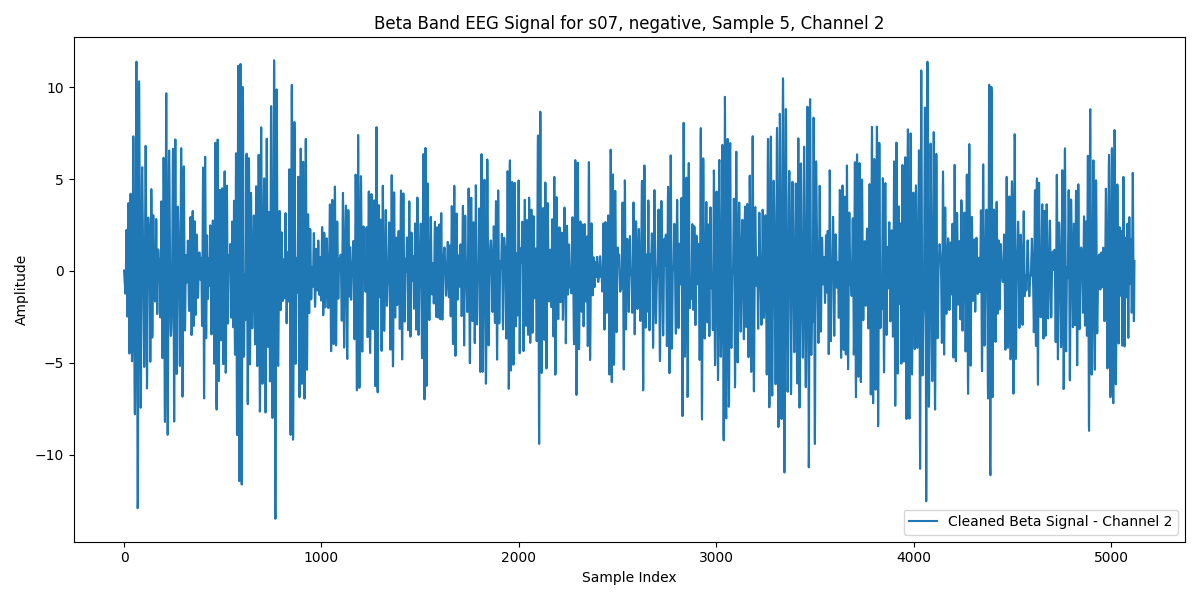 Beta Band EEG Signal for s07, negative, Sample 5, Channel 2
Amplitude
10
5
0
−5
−10
Cleaned Beta Signal - Channel 2
0 1000 2000 3000 4000 5000
Sample Index